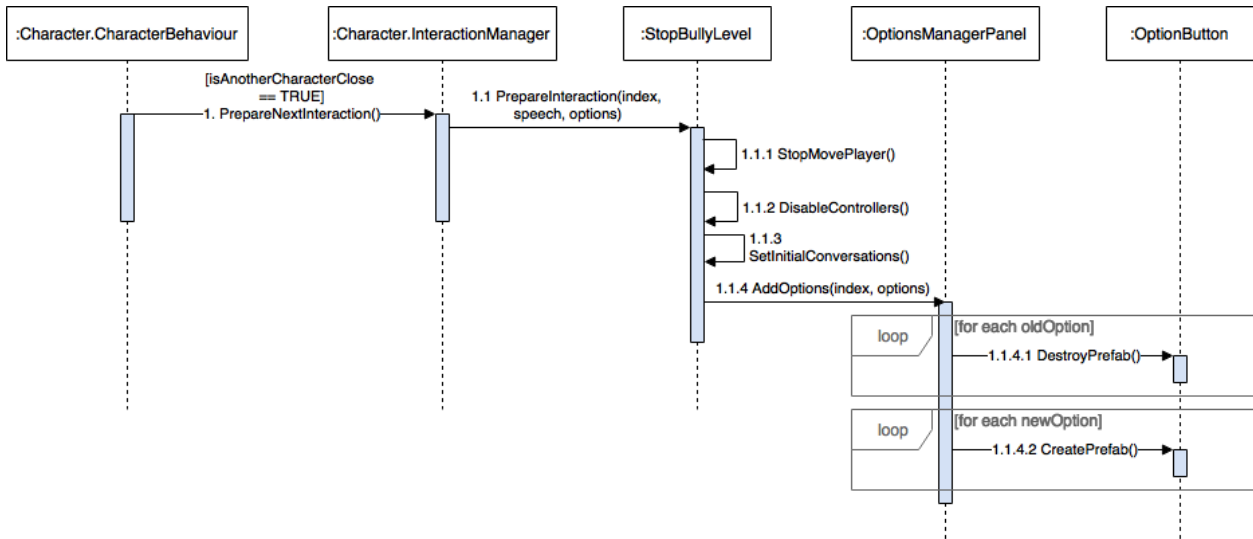 :Character.CharacterBehaviour
:Character.InteractionManager
:StopBullyLevel
:OptionsManagerPanel
:OptionButton
[isAnotherCharacterClose
== TRUE]
1. PrepareNextInteraction()
1.1 PrepareInteraction(index,
speech, options)
1.1.1 StopMovePlayer()
1.1.2 DisableControllers()
1.1.3
SetInitialConversations()
1.1.4 AddOptions(index, options)
loop
[for each oldOption]
1.1.4.1 DestroyPrefab()
loop
[for each newOption]
1.1.4.2 CreatePrefab()